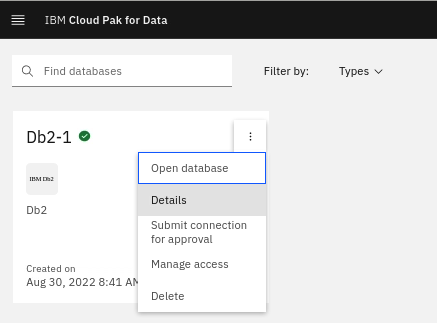 IBM Cloud Pak for Data
Find databases
Filter by:
Types
Db2-1
Open database
IBM Db2
Details
Db2
Submit connection
for approval
Manage access
Created on
Aug 30, 2022 8:41 AM
Delete